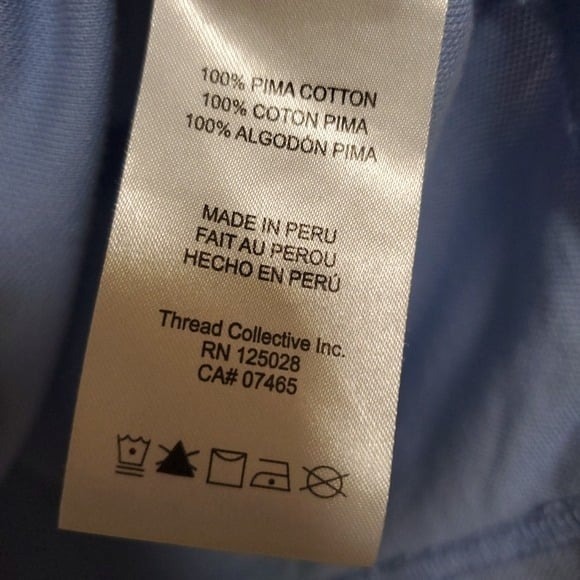 100% PIMA COTTON
100% COTON PIMA
100% ALGODÓN PIMA
MADE IN PERU
FAIT AU PEROU
HECHO EN PERÚ
Thread Collective Inc.
RN 125028
CA# 07465